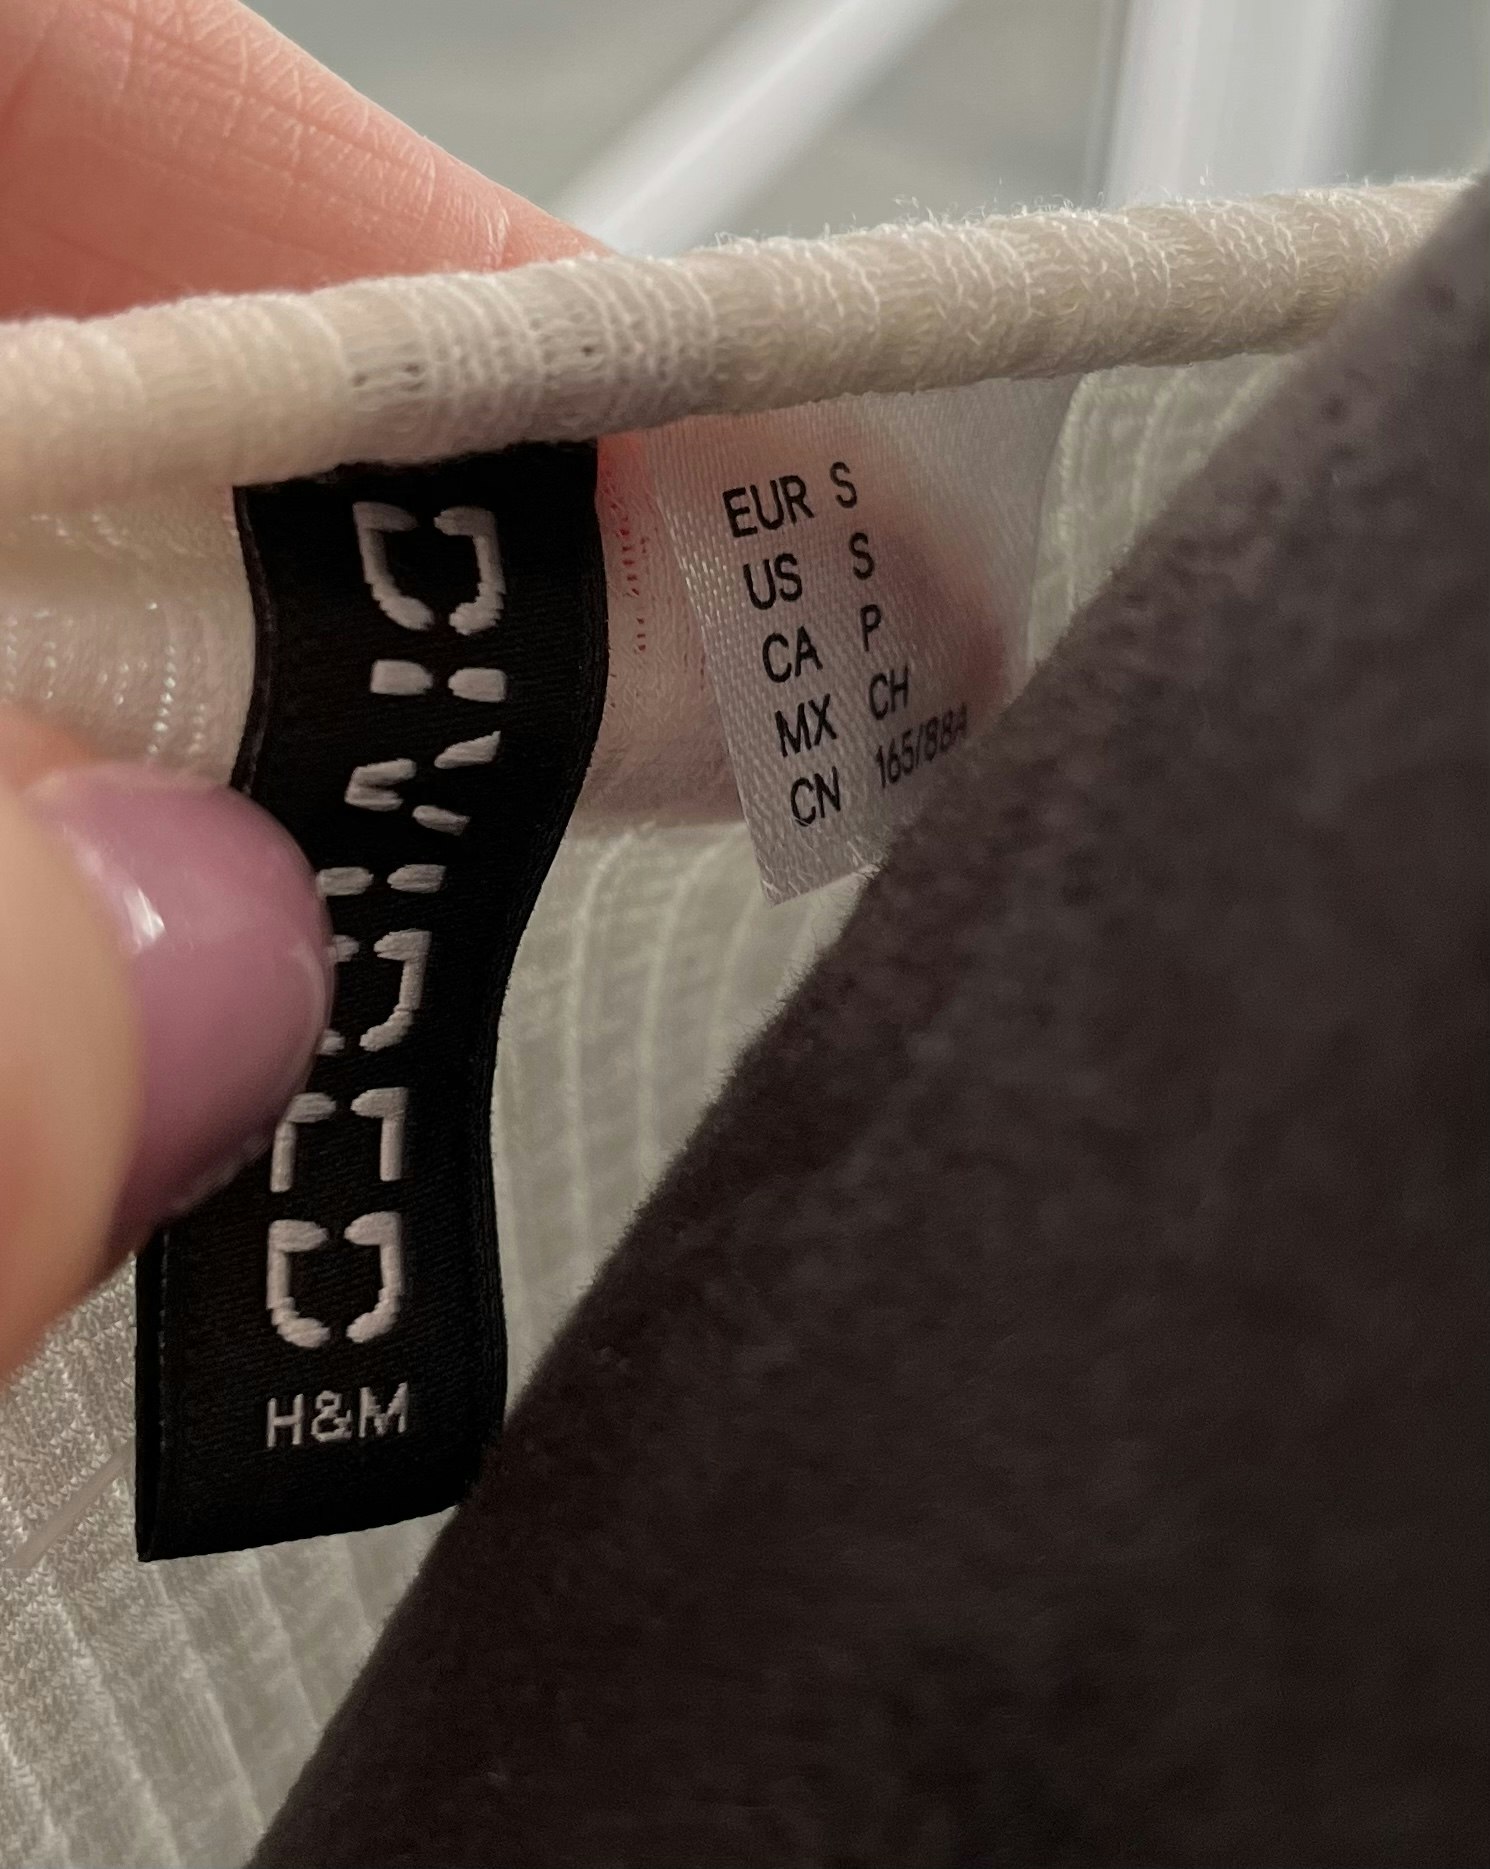 DIVIDED
H&M
EUR S
US S
CA P
MX CH
CN 165/88A